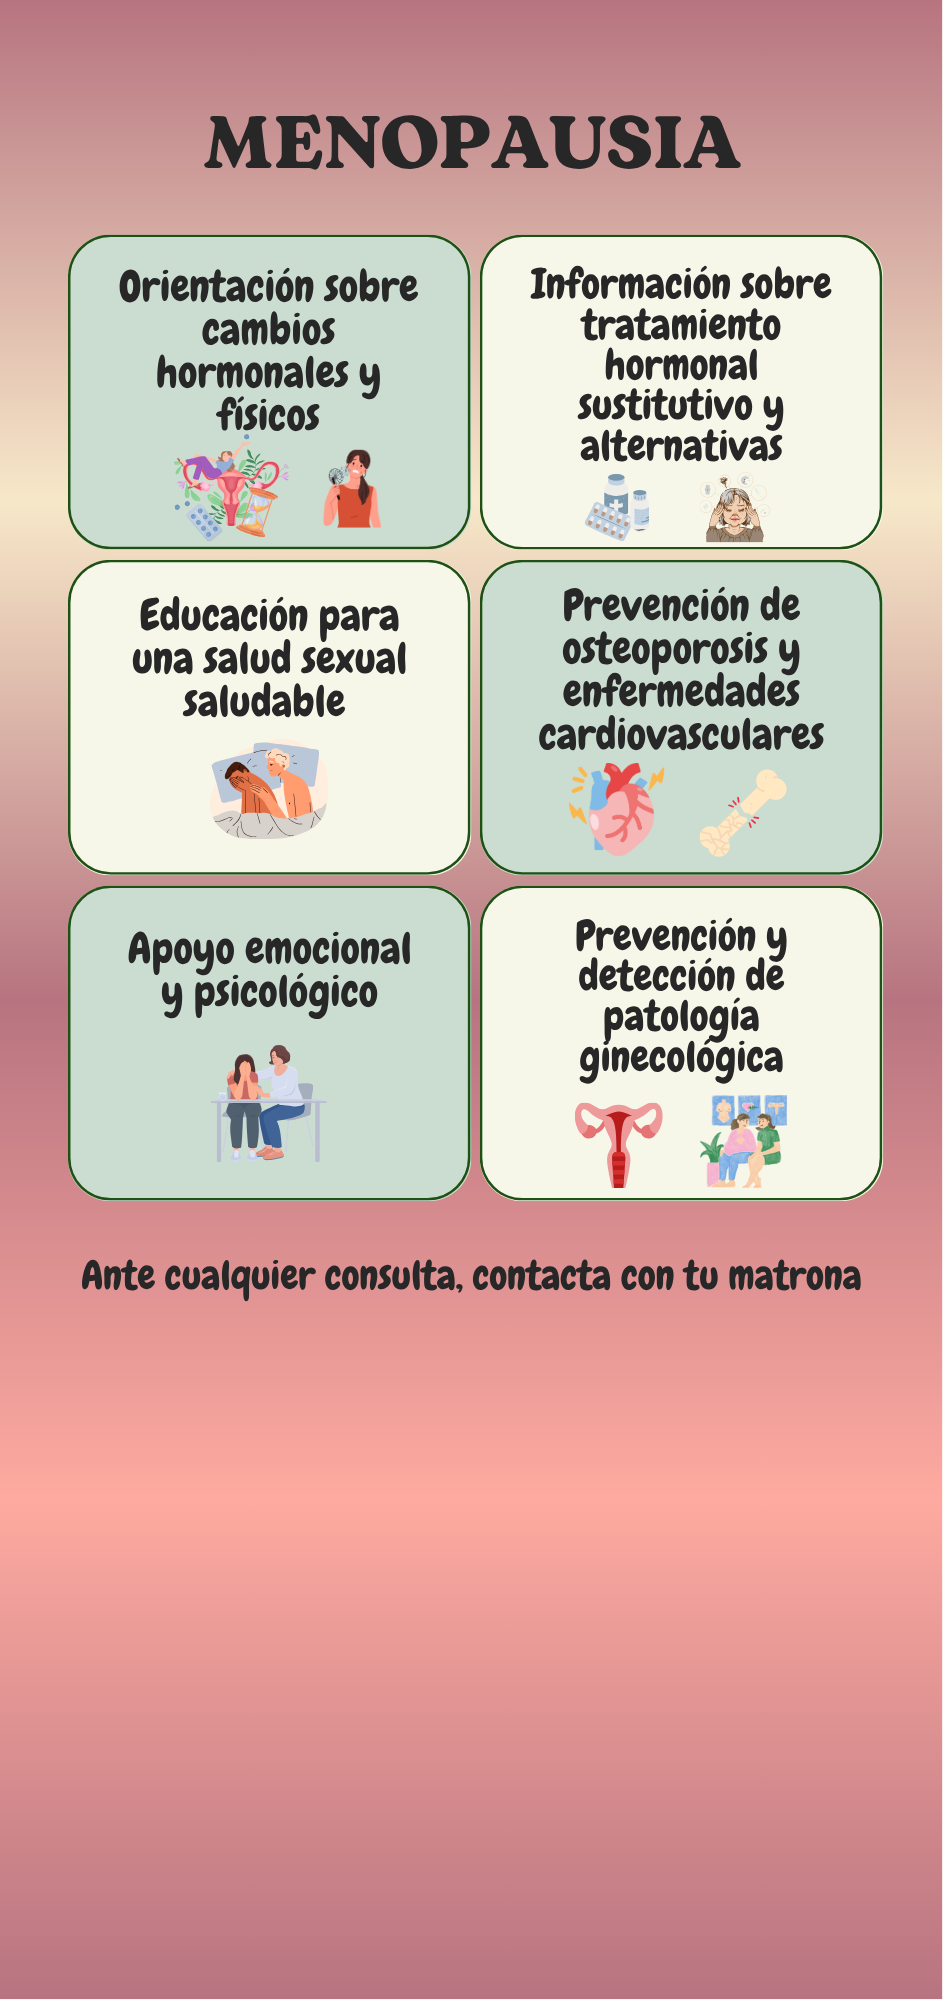 MENOPAUSIA
Orientación sobre
cambios
hormonales y
físicos
Información sobre
tratamiento
hormonal
sustitutivo y
alternativas
Educación para
una salud sexual
saludable
Prevención de
osteoporosis y
enfermedades
cardiovasculares
Apoyo emocional
y psicológico
Prevención y
detección de
patología
ginecológica
Ante cualquier consulta, contacta con tu matrona